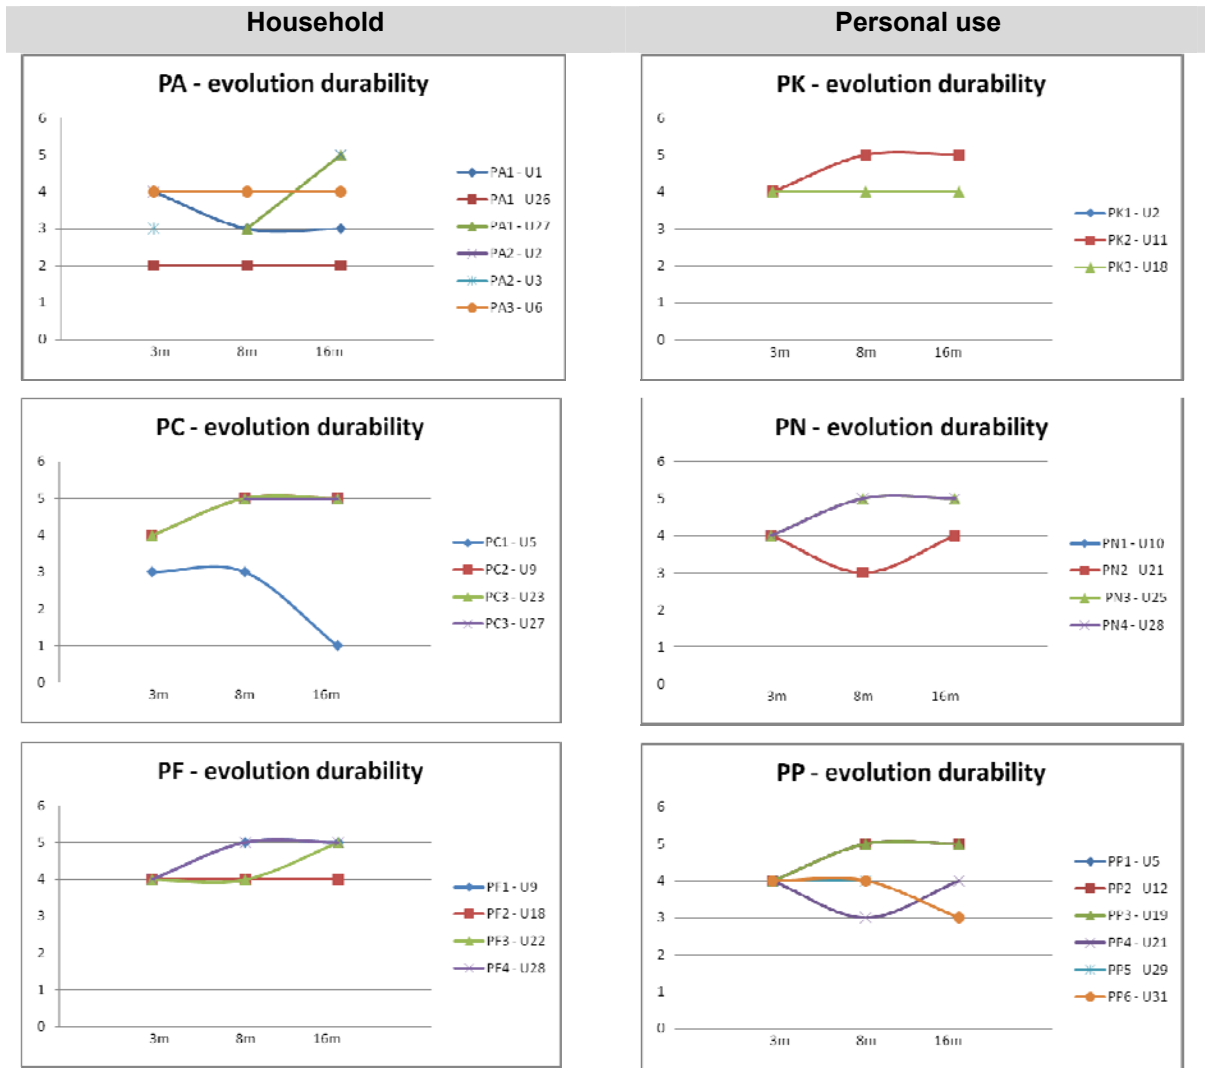 Household
Personal use
PA - evolution durability
6
5
4
3
2
1
0
3m 8m 16m
PA1 - U1
PA1 - U26
PA1 - U27
PA2 - U2
PA2 - U3
PA3 - U6
PK - evolution durability
6
5
4
3
2
1
0
3m 8m 16m
PK1 - U2
PK2 - U11
PK3 - U18
PC - evolution durability
6
5
4
3
2
1
0
3m 8m 16m
PC1 - U5
PC2 - U9
PC3 - U23
PC3 - U27
PN - evolution durability
6
5
4
3
2
1
0
3m 8m 16m
PN1 - U10
PN2 U21
PN3 - U25
PN4 - U28
PF - evolution durability
6
5
4
3
2
1
0
3m 8m 16m
PF1 - U9
PF2 - U18
PF3 - U22
PF4 - U28
PP - evolution durability
6
5
4
3
2
1
0
3m 8m 16m
PP1 - U5
PP2 U12
PP3 - U19
PP4 - U21
PP5 U29
PP6 - U31